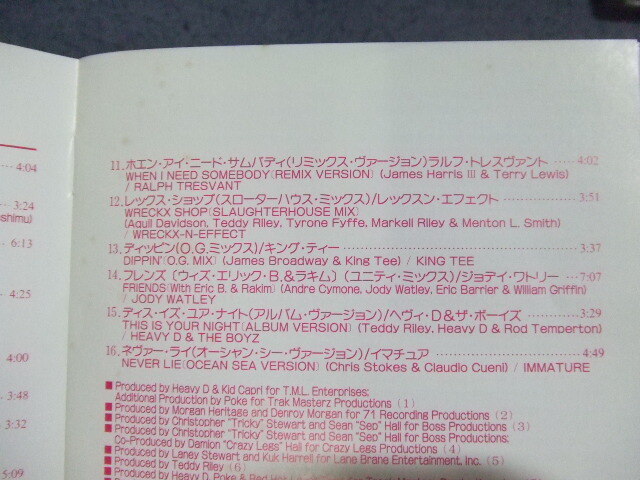 4:04
3:24
shimu)
6:13
4:25
4:00
3:48
3:32
5:09
11.ホエン・アイ・ニード・サムバディ(リミックス・ヴァージョン)ラルフ・トレスヴァント ····· 4:02
WHEN I NEED SOMEBODY[REMIX VERSION] (James Harris III & Terry Lewis)
/ RALPH TRESVANT
12.レックス・ショップ(スローターハウス・ミックス)/レックスン・エフェクト ····· 3:51
WRECKX SHOP[SLAUGHTERHOUSE MIX]
(Aquil Davidson, Teddy Riley, Tyrone Fyffe, Markell Riley & Menton L. Smith)
/ WRECKX-N-EFFECT
13.ディッピン(O.G.ミックス)/キング・ティー ····· 3:37
DIPPIN'[O.G. MIX] (James Broadway & King Tee) / KING TEE
14.フレンズ〔ウィズ・エリック・B.&ラキム〕(ユニティ・ミックス)/ジョディ・ワトリー ···7:07
FRIENDS[With Eric B. & Rakim] (Andre Cymone, Jody Watley, Eric Barrier & William Griffin)
/ JODY WATLEY
15.ディス・イズ・ユア・ナイト(アルバム・ヴァージョン)/ヘヴィ・D&ザ・ボーイズ ····· 3:29
THIS IS YOUR NIGHT[ALBUM VERSION] (Teddy Riley, Heavy D & Rod Temperton)
/ HEAVY D & THE BOYZ
16.ネヴァー・ライ(オーシャン・シー・ヴァージョン)/イマチュア ····· 4:49
NEVER LIE[OCEAN SEA VERSION] (Chris Stokes & Claudio Cueni) / IMMATURE
■ Produced by Heavy D & Kid Capri for T.M.L. Enterprises;
Additional Production by Poke for Trak Masterz Productions (1)
■ Produced by Morgan Heritage and Denroy Morgan for 71 Recording Productions (2)
■ Produced by Christopher "Tricky" Stewart and Sean "Sep" Hall for Boss Productions (3)
■ Produced by Christopher "Tricky" Stewart and Sean "Sep" Hall for Boss Productions;
Co-Produced by Damion "Crazy Legs" Hall for Crazy Legs Productions (4)
■ Produced by Laney Stewart and Kuk Harrell for Lane Brane Entertainment, Inc. (5)
■ Produced by Teddy Riley (6)
■ Produced by Heavy D, Poke & Red Hot